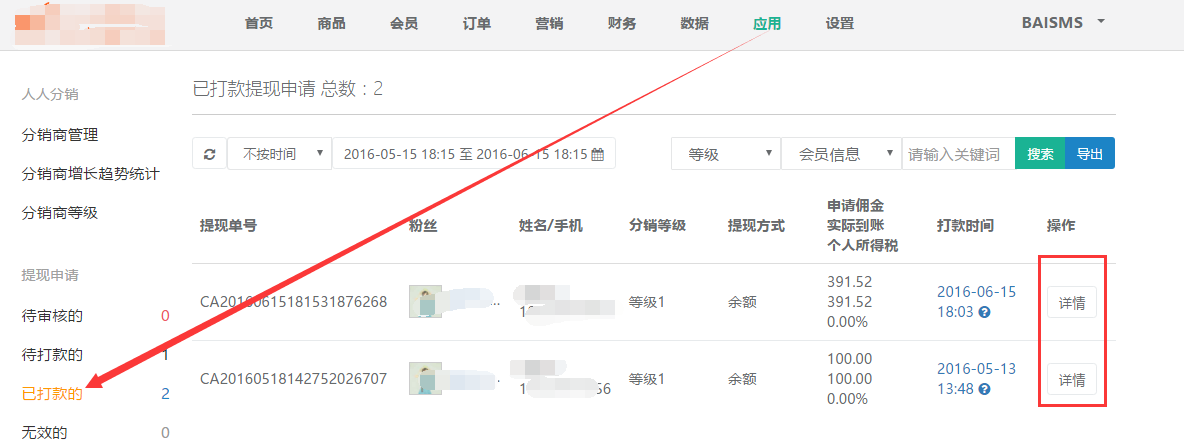 首页 商品 会员 订单 营销 财务 数据 应用 设置 BAISMS
人人分销
分销商管理
分销商增长趋势统计
分销商等级
提现申请
待审核的 0
待打款的 1
已打款的 2
无效的 0
已打款提现申请 总数：2
不按时间 2016-05-15 18:15 至 2016-06-15 18:15 等级 会员信息 请输入关键词 搜索 导出
提现单号 粉丝 姓名/手机 分销等级 提现方式 申请佣金 实际到账 个人所得税 打款时间 操作
CA20160615181531876268 等级1 余额 391.52 391.52 0.00% 2016-06-15 18:03 详情
CA20160518142752026707 56 等级1 余额 100.00 100.00 0.00% 2016-05-13 13:48 详情